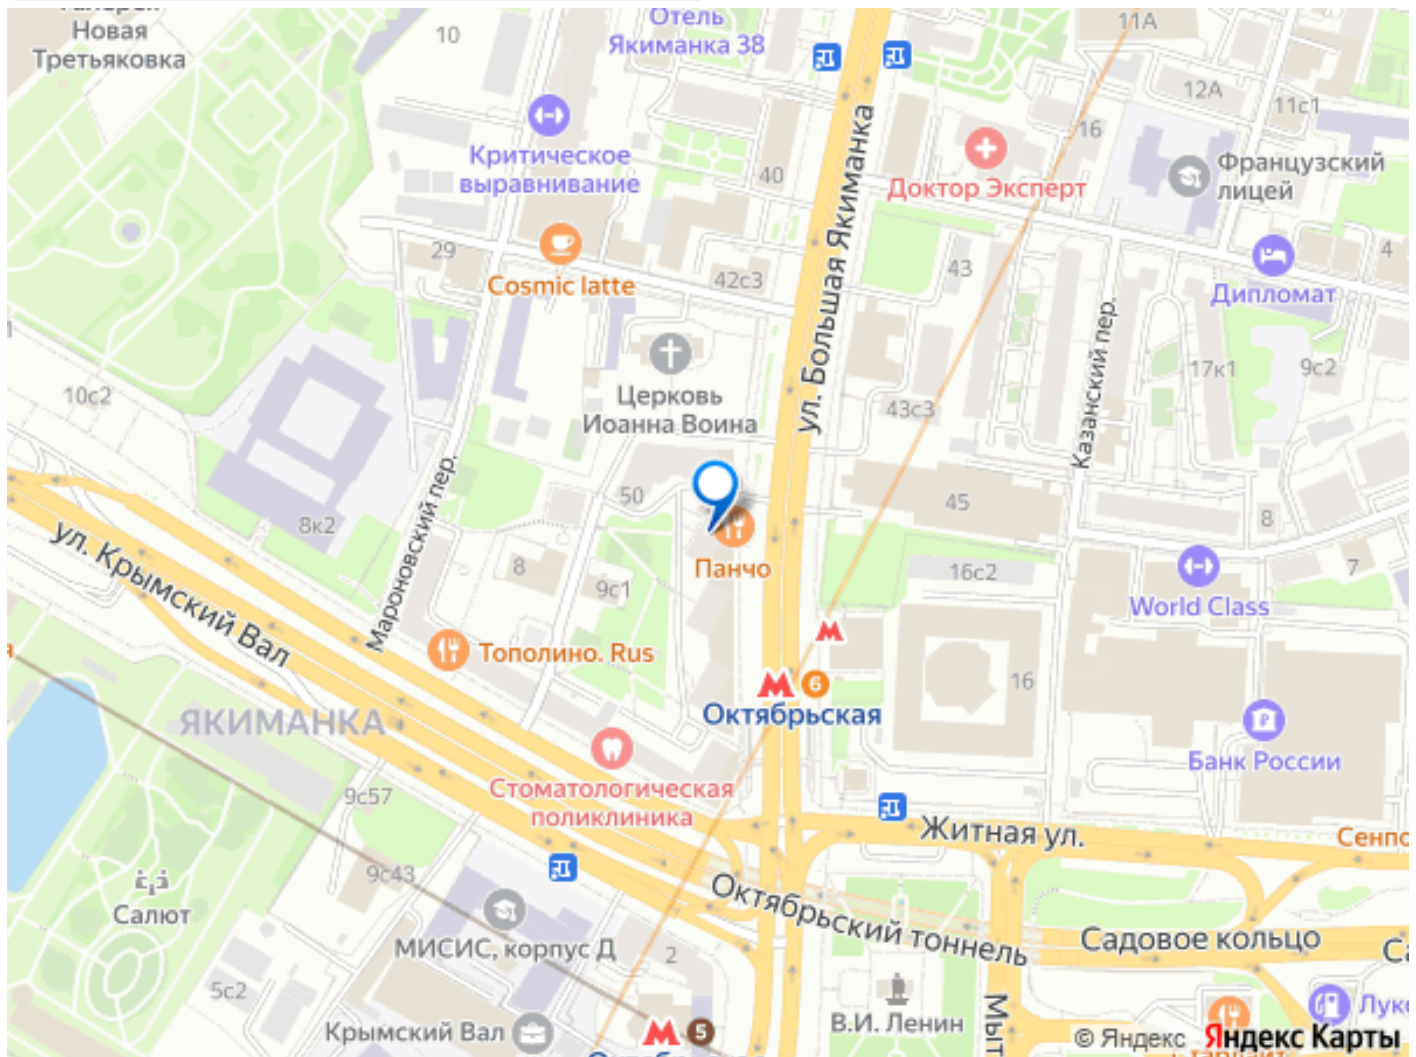 Новая
Третьяковка
10
Отель
Якиманка 38
11А
12А
11с1
16
Критическое
выравнивание
40
Доктор Эксперт
Французский
лицей
29
Cosmic latte
42с3
43
4
Дипломат
ул. Большая Якиманка
Казанский пер.
Церковь
Иоанна Воина
10с2
43с3
17к1
9с2
Мароновский пер.
50
45
8
8к2
ул. Крымский Вал
8
9с1
Панчо
16с2
7
World Class
Тополино. Rus
6
16
ЯКИМАНКА
Октябрьская
Банк России
Стоматологическая
поликлиника
9с57
Житная ул.
9с43
Салют
Октябрьский тоннель
Садовое кольцо
МИСИС, корпус Д
2
5с2
В.И. Ленин
Крымский Вал
5
© Яндекс Яндекс Карты